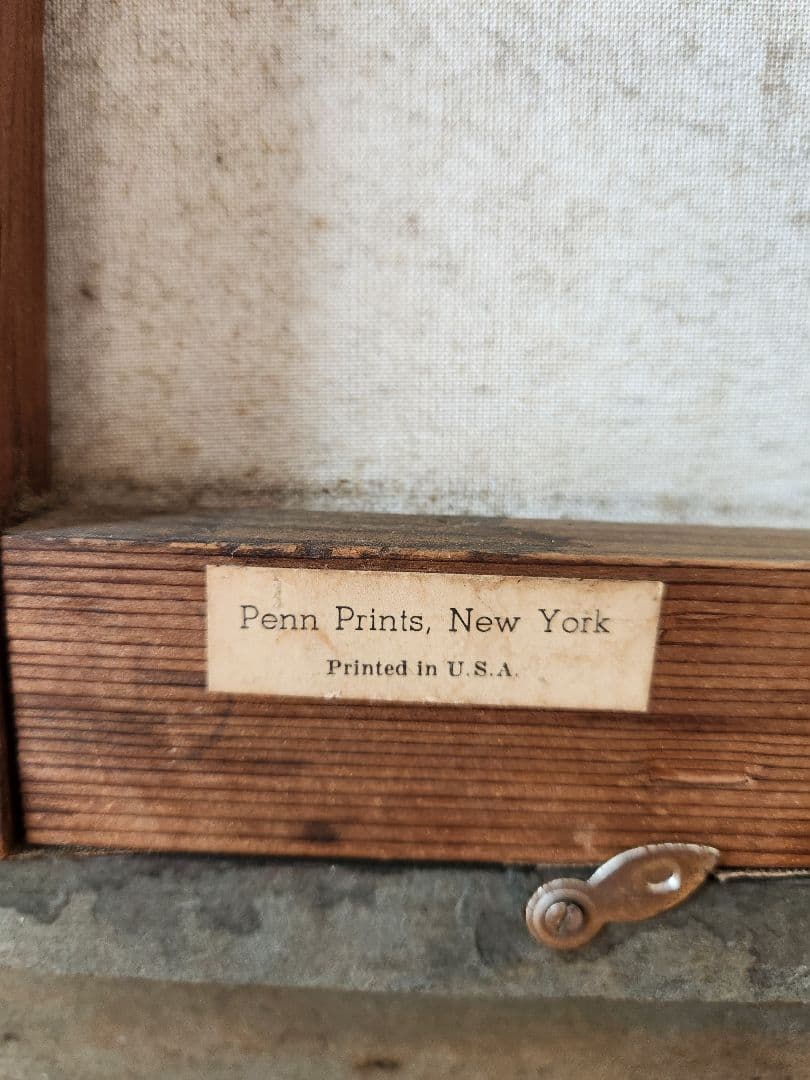 Penn Prints, New York
Printed in U.S.A.